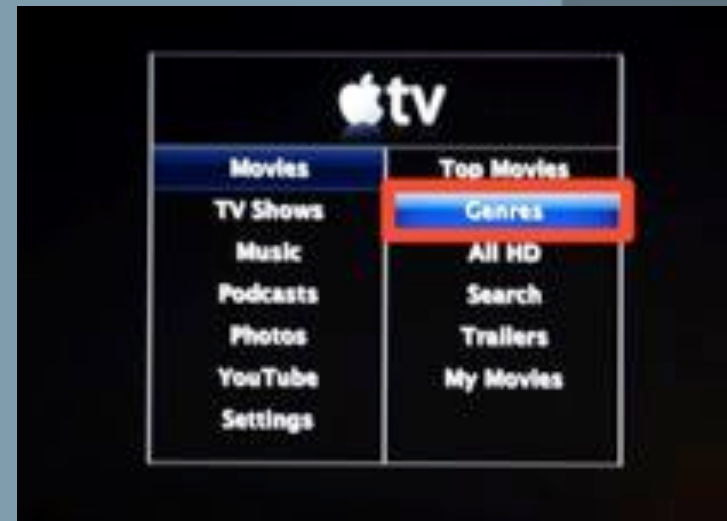 tv
Movies
TV Shows
Music
Podcasts
Photos
YouTube
Settings
Top Movies
Genres
All HD
Search
Trailers
My Movies